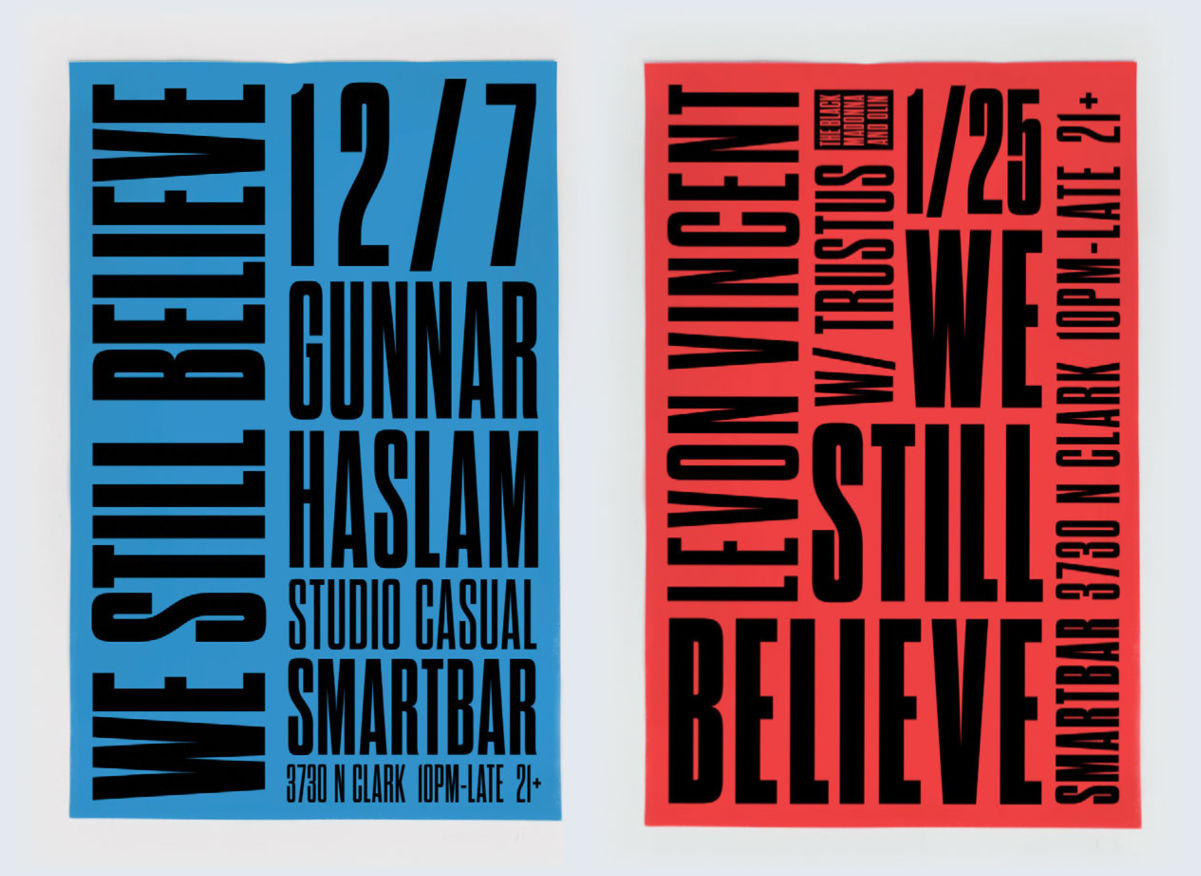 WE STILL BELIEVE
12/7
GUNNAR
HASLAM
STUDIO CASUAL
SMARTBAR
3730 N CLARK 10PM-LATE 21+
LEVON VINCENT
W/ TRUSTUS
THE BLACK
MADONNA
AND OLIN
1/25
WE
STILL
BELIEVE
SMARTBAR 3730 N CLARK 10PM-LATE 21+